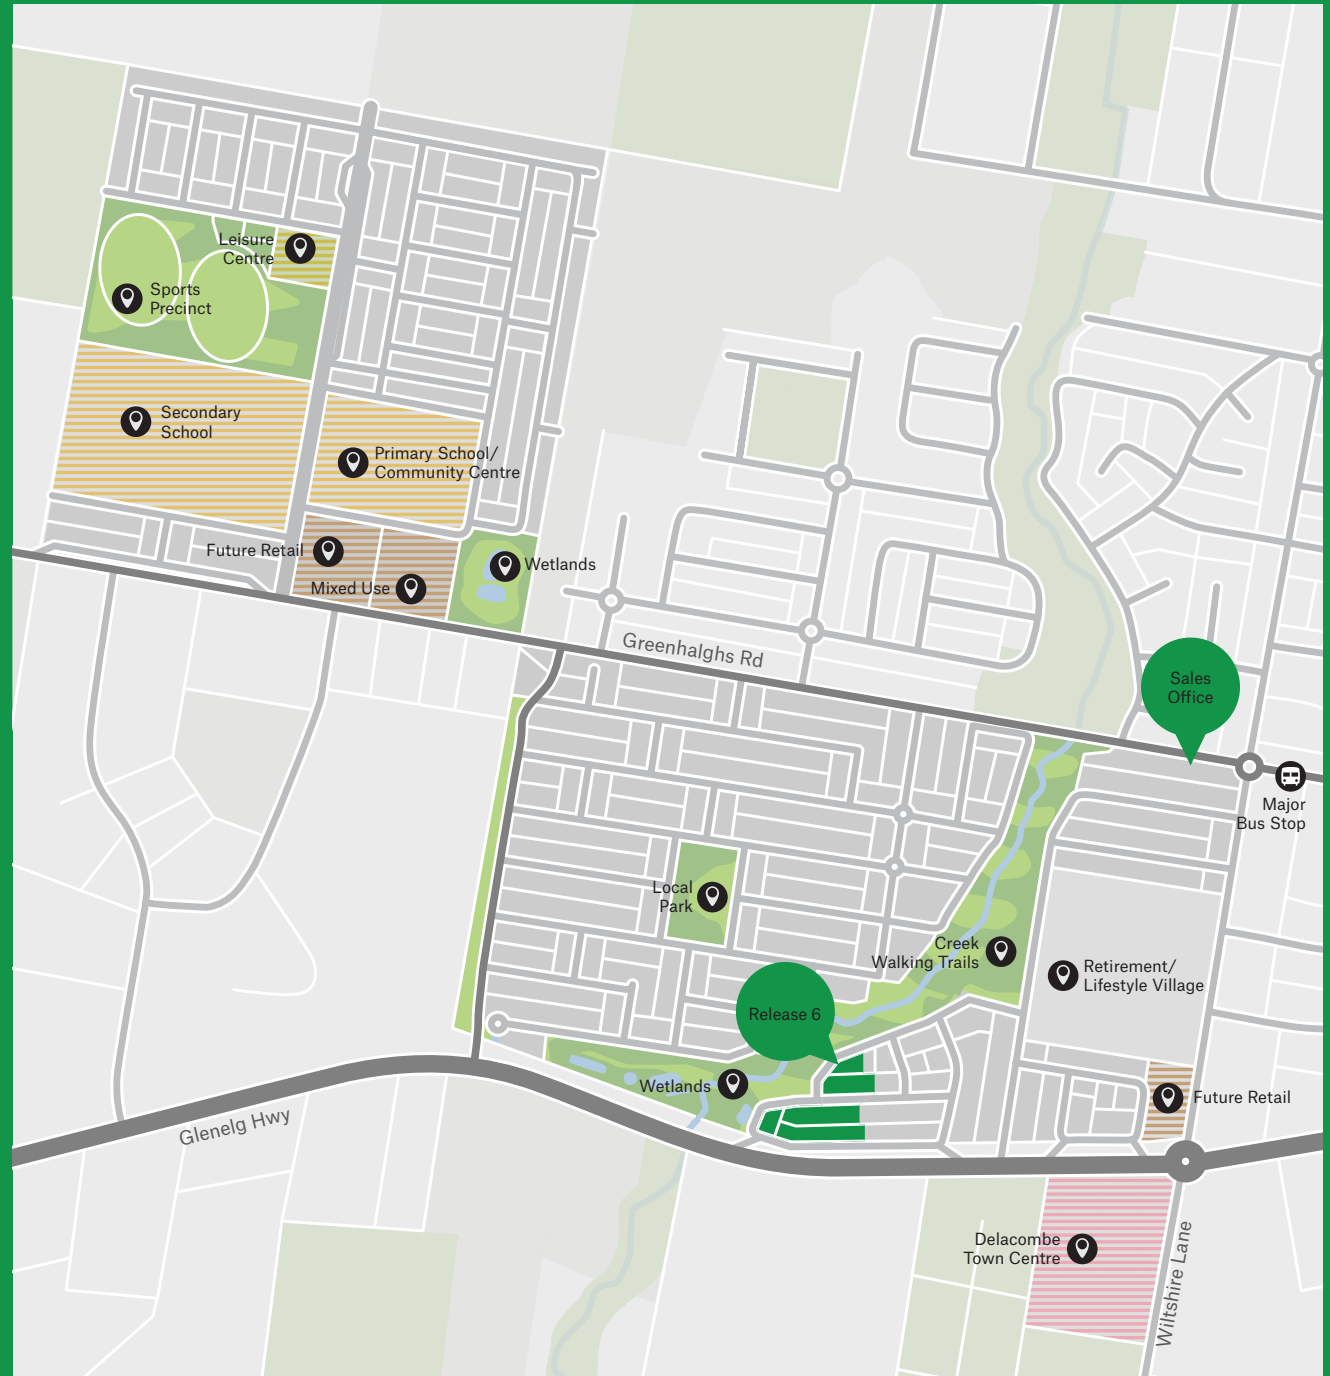 Leisure
Centre
Sports
Precinct
Secondary
School
Primary School/
Community Centre
Future Retail
Mixed Use
Wetlands
Greenhalghs Rd
Sales
Office
Major
Bus Stop
Local
Park
Creek
Walking Trails
Retirement/
Lifestyle Village
Release 6
Wetlands
Future Retail
Glenelg Hwy
Delacombe
Town Centre
Wiltshire Lane